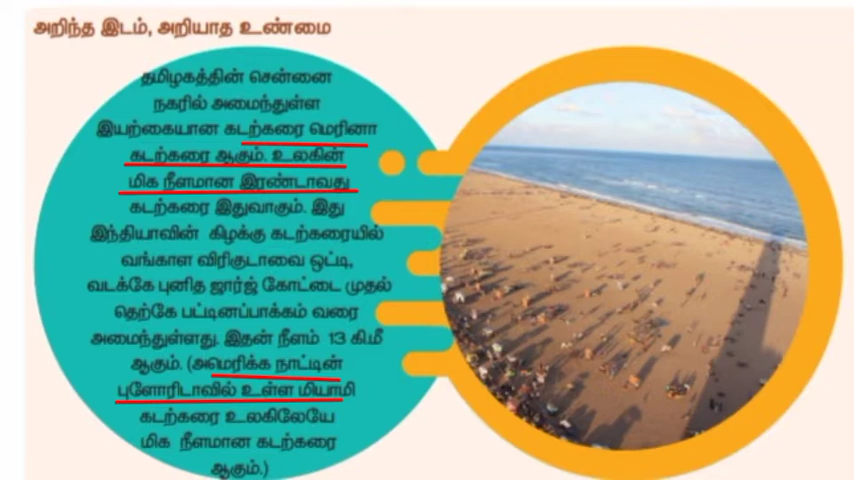 அறிந்த இடம், அறியாத உண்மை
தமிழகத்தின் சென்னை
நகரில் அமைந்துள்ள
இயற்கையான கடற்கரை மெரினா
கடற்கரை ஆகும். உலகின்
மிக நீளமான இரண்டாவது
கடற்கரை இதுவாகும். இது
இந்தியாவின் கிழக்கு கடற்கரையில்
வங்காள விரிகுடாவை ஒட்டி,
வடக்கே புனித ஜார்ஜ் கோட்டை முதல்
தெற்கே பட்டினப்பாக்கம் வரை
அமைந்துள்ளது. இதன் நீளம் 13 கி.மீ
ஆகும். (அமெரிக்க நாட்டின்
புளோரிடாவில் உள்ள மியாமி
கடற்கரை உலகிலேயே
மிக நீளமான கடற்கரை
ஆகும்.)